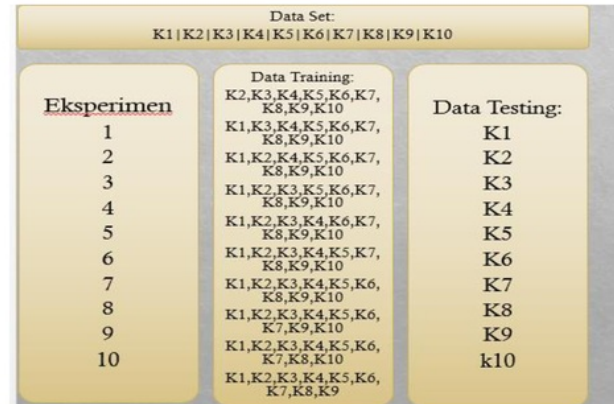 Data Set:
K1|K2|K3|K4|K5|K6|K7|K8|K9|K10
Eksperimen
1
2
3
4
5
6
7
8
9
10
Data Training:
K2,K3,K4,K5,K6,K7,
K8,K9,K10
K1,K3,K4,K5,K6,K7,
K8,K9,K10
K1,K2,K4,K5,K6,K7,
K8,K9,K10
K1,K2,K3,K5,K6,K7,
K8,K9,K10
K1,K2,K3,K4,K6,K7,
K8,K9,K10
K1,K2,K3,K4,K5,K7,
K8,K9,K10
K1,K2,K3,K4,K5,K6,
K8,K9,K10
K1,K2,K3,K4,K5,K6,
K7,K9,K10
K1,K2,K3,K4,K5,K6,
K7,K8,K10
K1,K2,K3,K4,K5,K6,
K7,K8,K9
Data Testing:
K1
K2
K3
K4
K5
K6
K7
K8
K9
k10